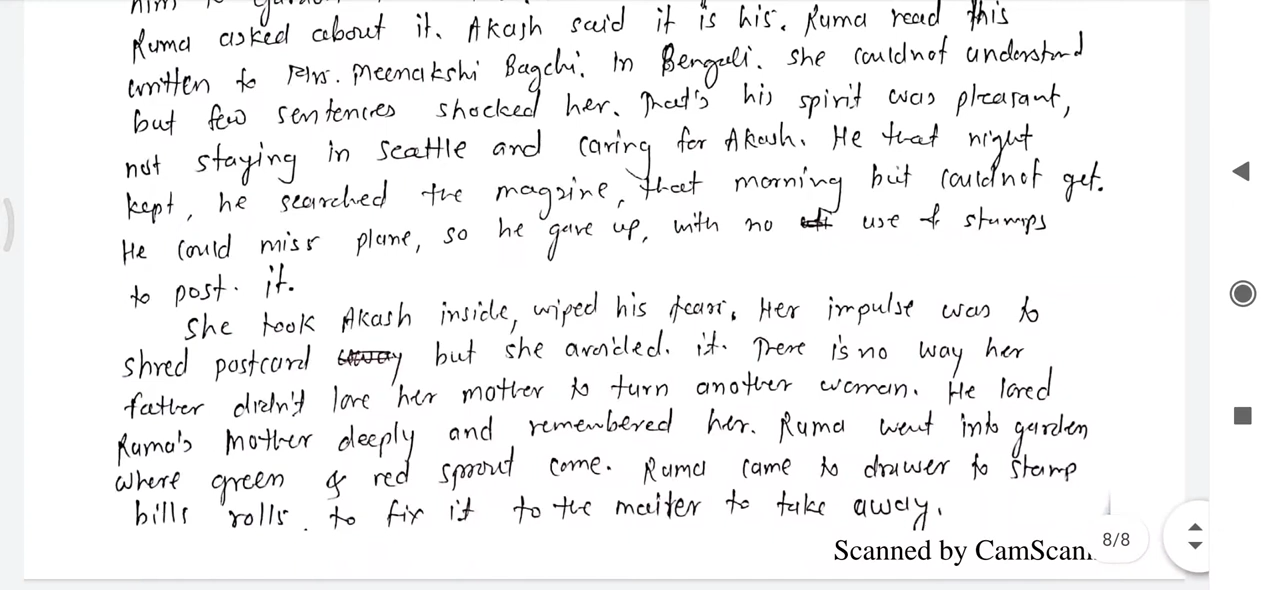 Ruma asked about it. Akash said it is his. Ruma read this
written to Mrs. Meenakshi Bagchi. In Bengali. she couldnot understand
but few sentences shocked her. That's his spirit was pleasant,
not staying in Seattle and caring for Akash. He that night
kept, he searched the magzine, that morning but couldnot get.
He could miss plane, so he gave up, with no use of stumps
to post. it.
She took Akash inside, wiped his tears. Her impulse was to
shred postcard but she avoided. it. There is no way her
father didn't love her mother to turn another woman. He loved
Ruma's Mother deeply and remembered her. Ruma went into garden
where green & red sprout come. Ruma came to drawer to stamp
bills rolls. to fix it to the maiter to take away.
8/8
Scanned by CamScan